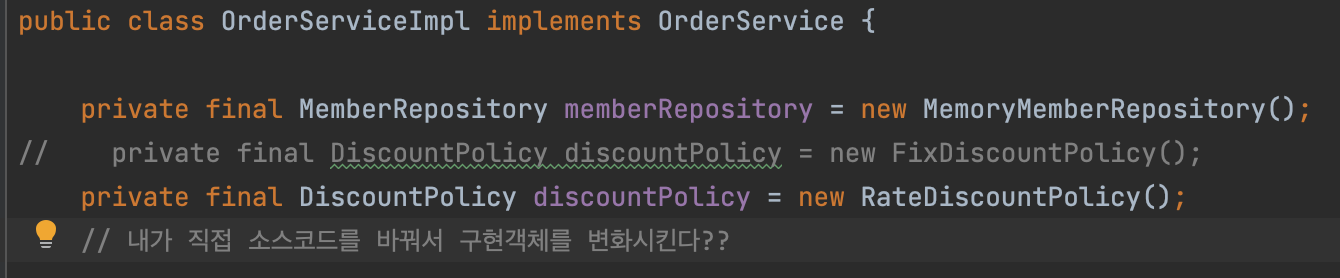 public class OrderServiceImpl implements OrderService {
private final MemberRepository memberRepository = new MemoryMemberRepository();
//    private final DiscountPolicy discountPolicy = new FixDiscountPolicy();
private final DiscountPolicy discountPolicy = new RateDiscountPolicy();
// 내가 직접 소스코드를 바꿔서 구현객체를 변화시킨다??